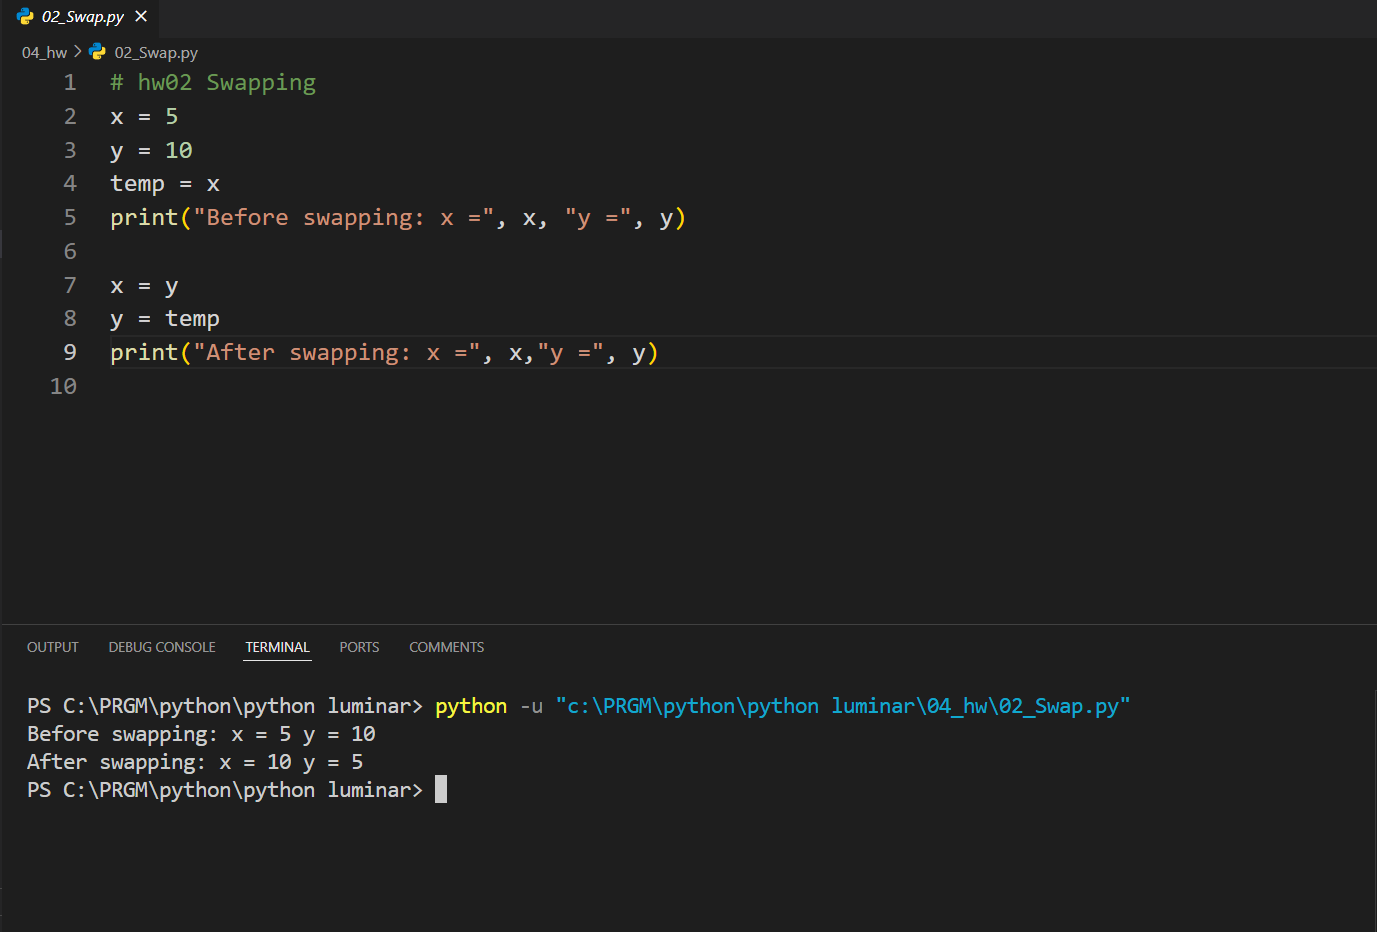 02_Swap.py
04_hw > 02_Swap.py
1 # hw02 Swapping
2 x = 5
3 y = 10
4 temp = x
5 print("Before swapping: x =", x, "y =", y)
6
7 x = y
8 y = temp
9 print("After swapping: x =", x,"y =", y)
10
OUTPUT DEBUG CONSOLE TERMINAL PORTS COMMENTS
PS C:\PRGM\python\python luminar> python -u "c:\PRGM\python\python luminar\04_hw\02_Swap.py"
Before swapping: x = 5 y = 10
After swapping: x = 10 y = 5
PS C:\PRGM\python\python luminar>